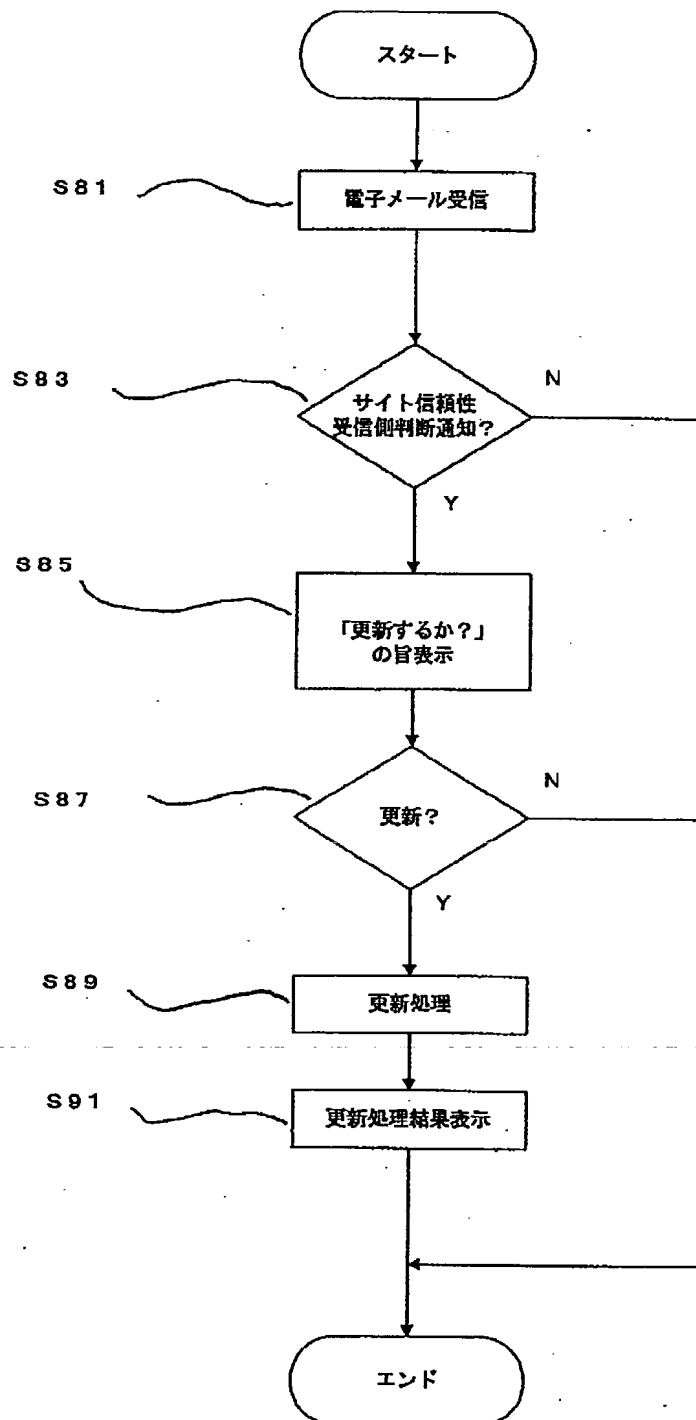 スタート
S81
電子メール受信
S83
サイト信頼性
受信側判断通知？
N
Y
S85
「更新するか？」
の旨表示
S87
更新？
N
Y
S89
更新処理
S91
更新処理結果表示
エンド